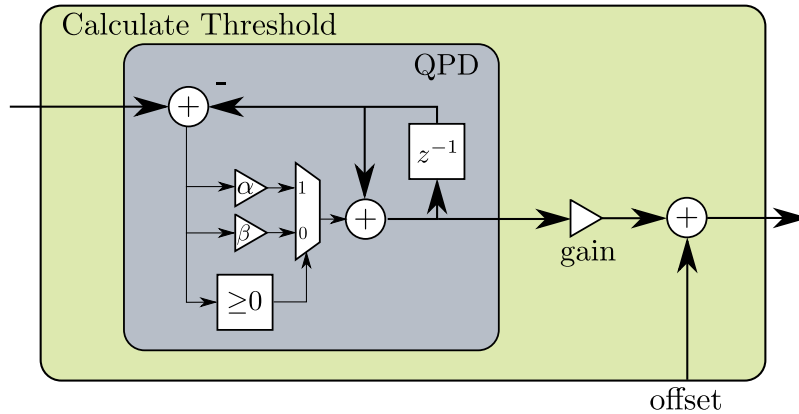 Calculate Threshold
QPD
-
+
z⁻¹
α
1
β
0
+
+
≥0
gain
offset